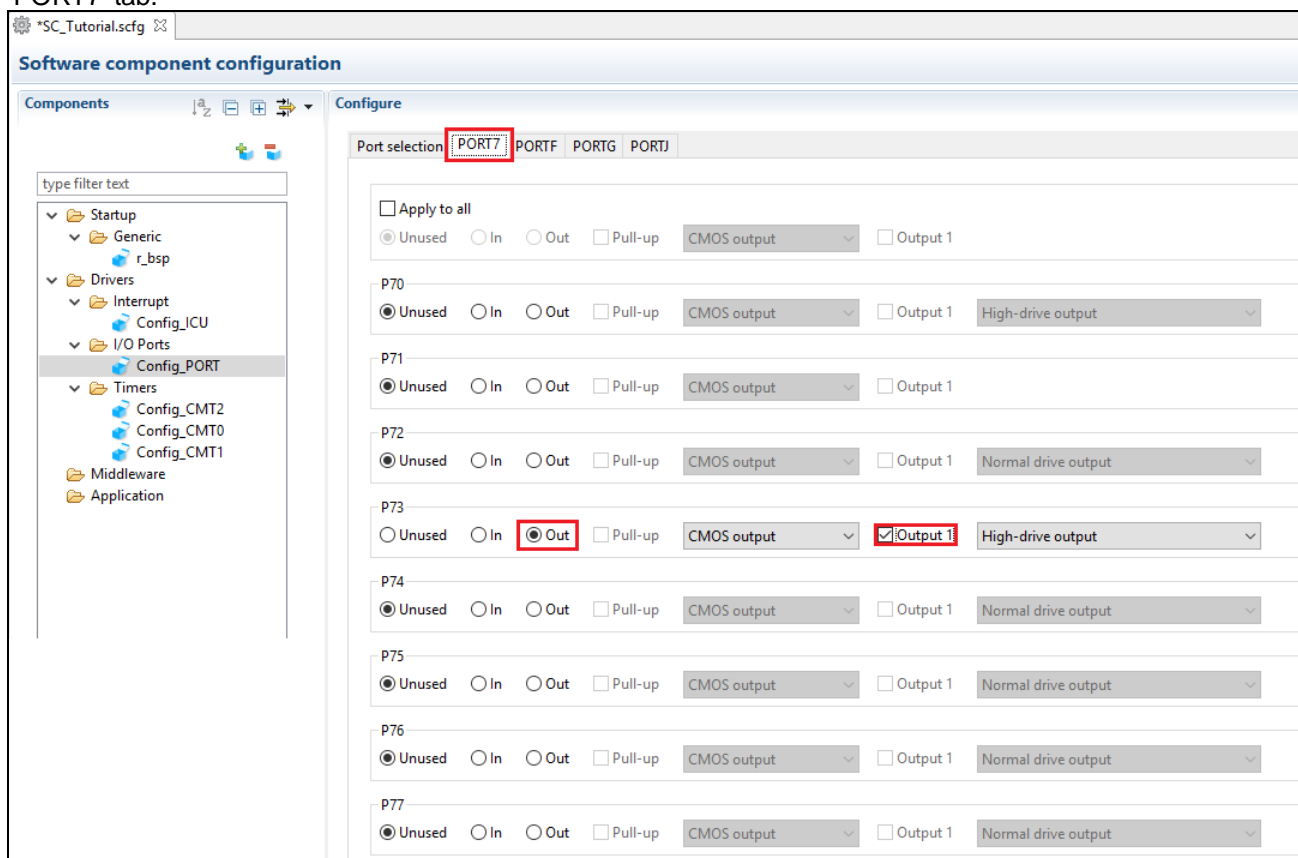 'PORT7' tab.
*SC_Tutorial.scfg
Software component configuration
Components
Configure
Port selection PORT7 PORTF PORTG PORTJ
type filter text
Startup
Generic
r_bsp
Drivers
Interrupt
Config_ICU
I/O Ports
Config_PORT
Timers
Config_CMT2
Config_CMT0
Config_CMT1
Middleware
Application
Apply to all
Unused In Out Pull-up CMOS output Output 1
P70
Unused In Out Pull-up CMOS output Output 1 High-drive output
P71
Unused In Out Pull-up CMOS output Output 1
P72
Unused In Out Pull-up CMOS output Output 1 Normal drive output
P73
Unused In Out Pull-up CMOS output Output 1 High-drive output
P74
Unused In Out Pull-up CMOS output Output 1 Normal drive output
P75
Unused In Out Pull-up CMOS output Output 1 Normal drive output
P76
Unused In Out Pull-up CMOS output Output 1 Normal drive output
P77
Unused In Out Pull-up CMOS output Output 1 Normal drive output